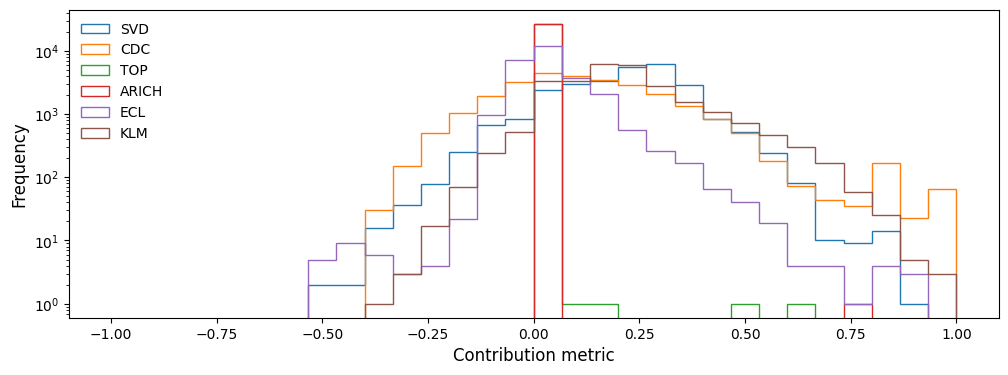 SVD
CDC
TOP
ARICH
ECL
KLM
Frequency
10⁴
10³
10²
10¹
10⁰
−1.00 −0.75 −0.50 −0.25 0.00 0.25 0.50 0.75 1.00
Contribution metric